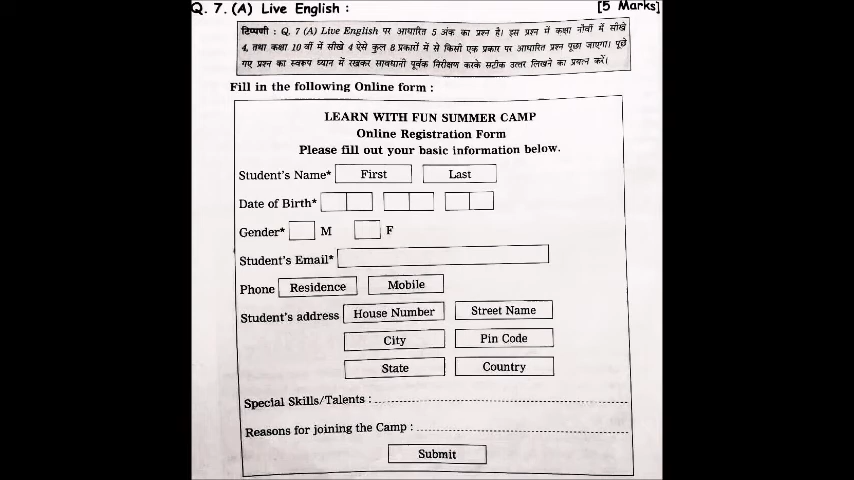 Q. 7. (A) Live English : [5 Marks]
टिप्पणी : Q. 7 (A) Live English पर आधारित 5 अंक का प्रश्न है। इस प्रश्न में कक्षा नौवीं में सीखे
4, तथा कक्षा 10 वीं में सीखे 4 ऐसे कुल 8 प्रकारों में से किसी एक प्रकार पर आधारित प्रश्न पूछा जाएगा। पूछे
गए प्रश्न का स्वरूप ध्यान में रखकर सावधानी पूर्वक निरीक्षण करके सटीक उत्तर लिखने का प्रयत्न करें।
Fill in the following Online form :
LEARN WITH FUN SUMMER CAMP
Online Registration Form
Please fill out your basic information below.
Student's Name* First Last
Date of Birth*
Gender* M F
Student's Email*
Phone Residence Mobile
Student's address House Number Street Name
City Pin Code
State Country
Special Skills/Talents :
Reasons for joining the Camp :
Submit